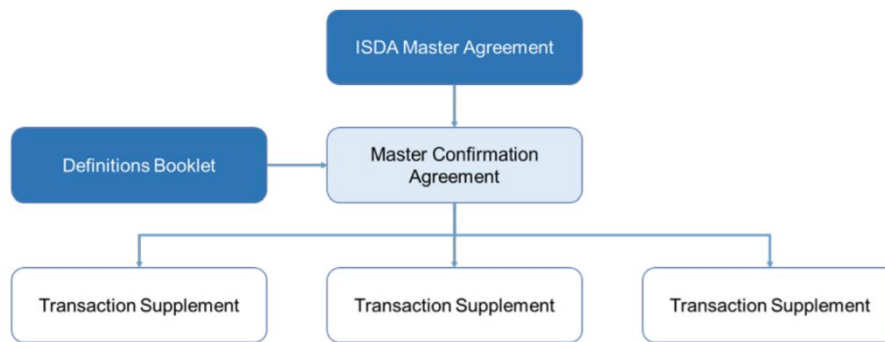 ISDA Master Agreement
Definitions Booklet
Master Confirmation
Agreement
Transaction Supplement
Transaction Supplement
Transaction Supplement